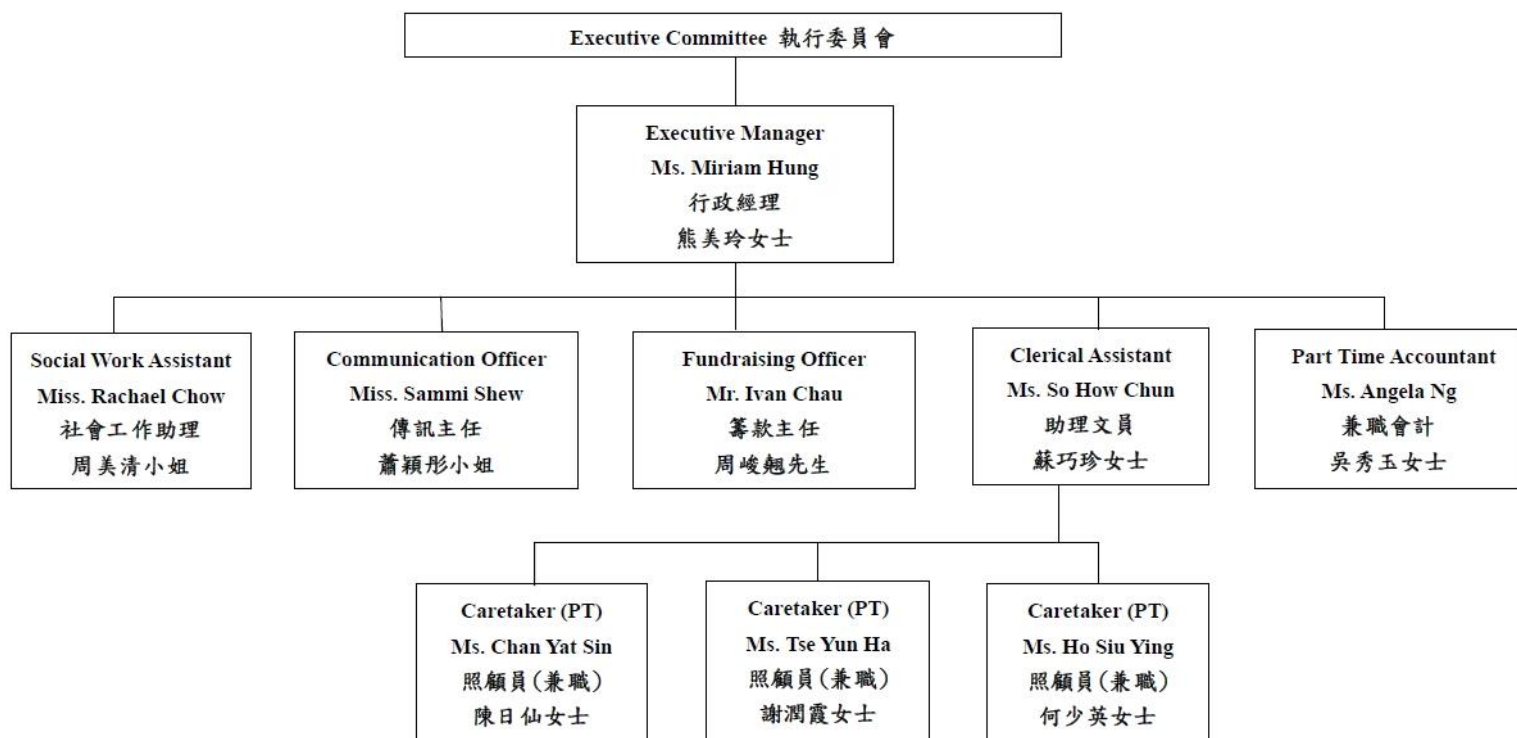 Executive Committee 執行委員會
Executive Manager
Ms. Miriam Hung
行政經理
熊美玲女士
Social Work Assistant
Miss. Rachael Chow
社會工作助理
周美清小姐
Communication Officer
Miss. Sammi Shew
傳訊主任
蕭穎彤小姐
Fundraising Officer
Mr. Ivan Chau
籌款主任
周峻翹先生
Clerical Assistant
Ms. So How Chun
助理文員
蘇巧珍女士
Part Time Accountant
Ms. Angela Ng
兼職會計
吳秀玉女士
Caretaker (PT)
Ms. Chan Yat Sin
照顧員(兼職)
陳日仙女士
Caretaker (PT)
Ms. Tse Yun Ha
照顧員(兼職)
謝潤霞女士
Caretaker (PT)
Ms. Ho Siu Ying
照顧員(兼職)
何少英女士